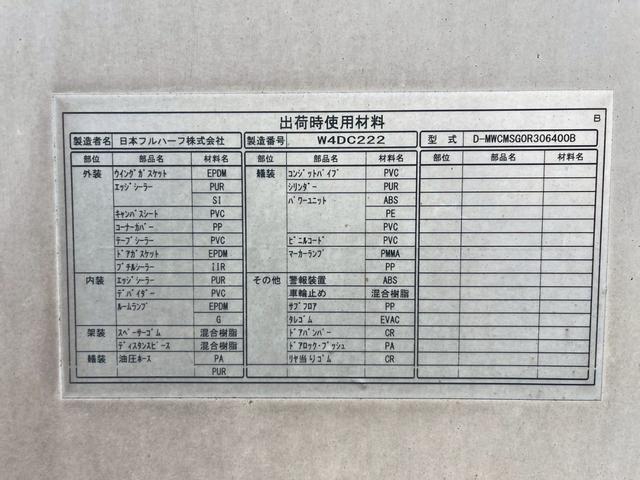 出荷時使用材料 B
製造者名 日本フルハーフ株式会社 製造番号 W4DC222 型式 D-MWCMSG0R306400B
部位 部品名 材料名 部位 部品名 材料名 部位 部品名 材料名
外装 ウイングガスケット EPDM 艤装 コンジットパイプ PVC
エッジシーラー PUR シリンダー PUR
SI パワーユニット ABS
キャンバスシート PVC PE
コーナーカバー PP PVC
テープシーラー PVC ビニルコード PVC
ドアガスケット EPDM マーカーランプ PMMA
ブチルシーラー IIR PP
内装 エッジシーラー PUR その他 警報装置 ABS
デバイダー PVC 車輪止め 混合樹脂
ルームランプ EPDM サブフロア PP
G タレゴム EVAC
架装 スペーサーゴム 混合樹脂 ドアバンパー CR
ディスタンスピース 混合樹脂 ドアロック・ブッシュ PA
艤装 油圧ホース PA リヤ当りゴム CR
PUR